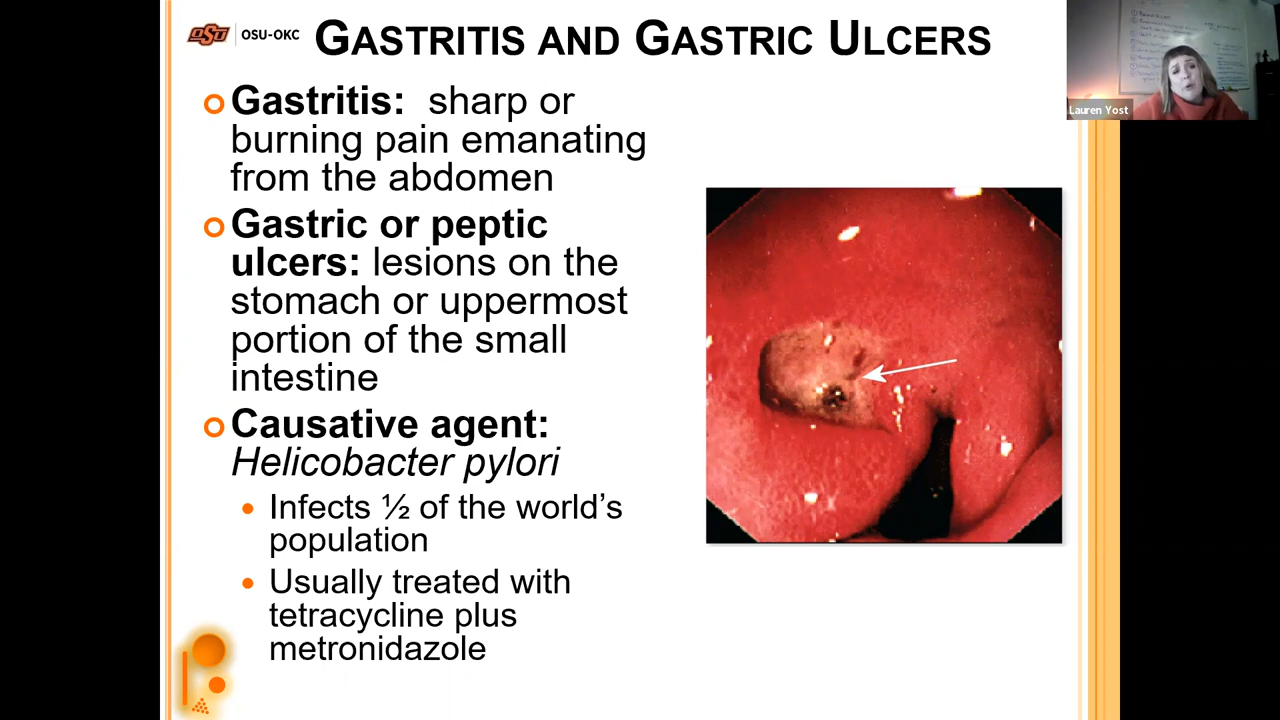 OSU
OSU-OKC
GASTRITIS AND GASTRIC ULCERS
Lauren Yost
Gastritis: sharp or
burning pain emanating
from the abdomen
Gastric or peptic
ulcers: lesions on the
stomach or uppermost
portion of the small
intestine
Causative agent:
Helicobacter pylori
Infects ½ of the world’s
population
Usually treated with
tetracycline plus
metronidazole